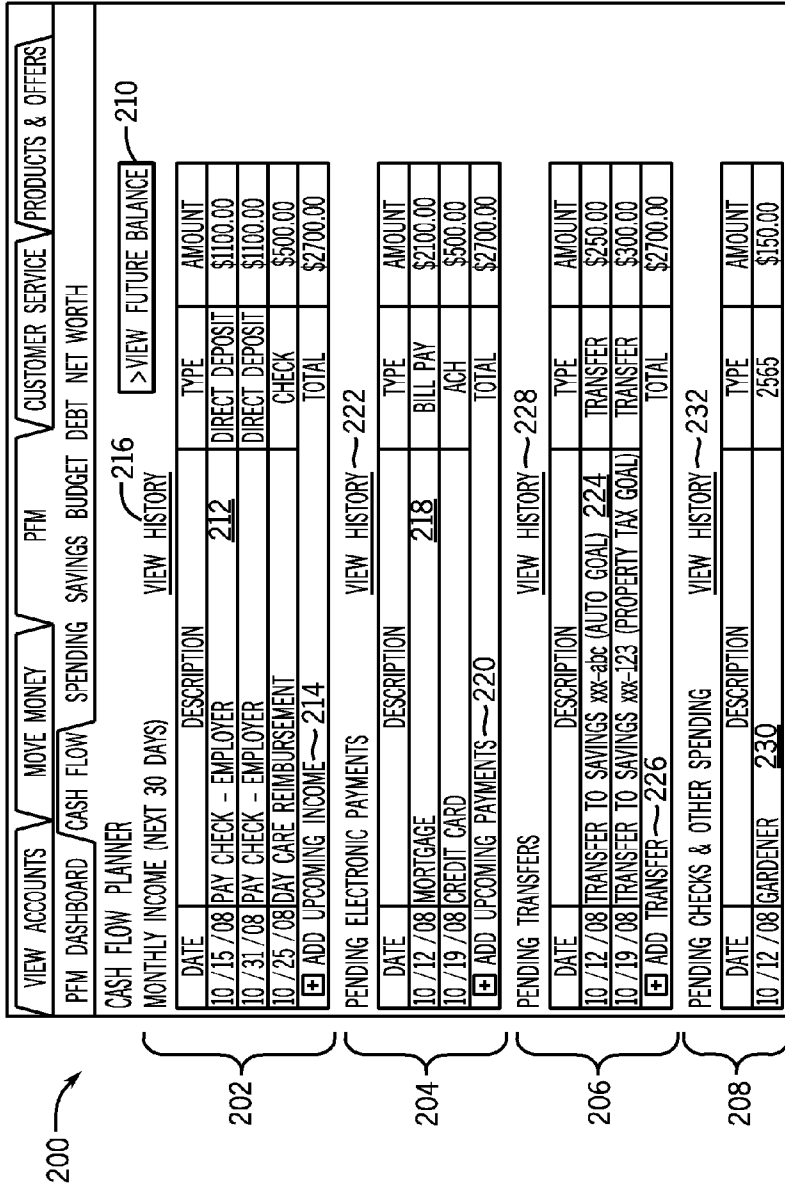 200
VIEW ACCOUNTS MOVE MONEY PFM CUSTOMER SERVICE PRODUCTS & OFFERS
PFM DASHBOARD CASH FLOW SPENDING SAVINGS BUDGET DEBT NET WORTH
CASH FLOW PLANNER
>VIEW FUTURE BALANCE 210
MONTHLY INCOME (NEXT 30 DAYS) VIEW HISTORY 216
202
DATE DESCRIPTION TYPE AMOUNT
10/15/08 PAY CHECK - EMPLOYER 212 DIRECT DEPOSIT $1100.00
10/31/08 PAY CHECK - EMPLOYER DIRECT DEPOSIT $1100.00
10/25/08 DAY CARE REIMBURSEMENT CHECK $500.00
+ ADD UPCOMING INCOME 214 TOTAL $2700.00
PENDING ELECTRONIC PAYMENTS VIEW HISTORY 222
204
DATE DESCRIPTION TYPE AMOUNT
10/12/08 MORTGAGE 218 BILL PAY $2100.00
10/19/08 CREDIT CARD ACH $500.00
+ ADD UPCOMING PAYMENTS 220 TOTAL $2700.00
PENDING TRANSFERS VIEW HISTORY 228
206
DATE DESCRIPTION TYPE AMOUNT
10/12/08 TRANSFER TO SAVINGS xxx-abc (AUTO GOAL) 224 TRANSFER $250.00
10/19/08 TRANSFER TO SAVINGS xxx-123 (PROPERTY TAX GOAL) TRANSFER $300.00
+ ADD TRANSFER 226 TOTAL $2700.00
PENDING CHECKS & OTHER SPENDING VIEW HISTORY 232
208
DATE DESCRIPTION TYPE AMOUNT
10/12/08 GARDENER 230 2565 $150.00